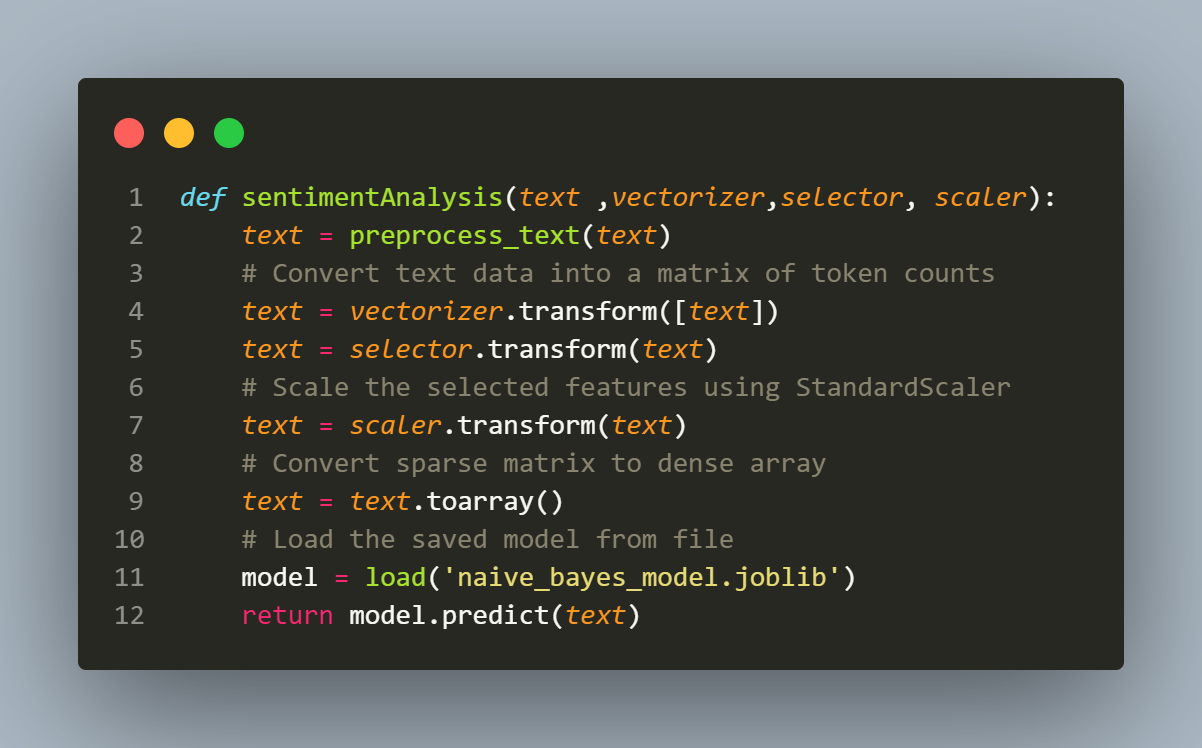 1 def sentimentAnalysis(text ,vectorizer,selector, scaler):
2     text = preprocess_text(text)
3     # Convert text data into a matrix of token counts
4     text = vectorizer.transform([text])
5     text = selector.transform(text)
6     # Scale the selected features using StandardScaler
7     text = scaler.transform(text)
8     # Convert sparse matrix to dense array
9     text = text.toarray()
10     # Load the saved model from file
11     model = load('naive_bayes_model.joblib')
12     return model.predict(text)